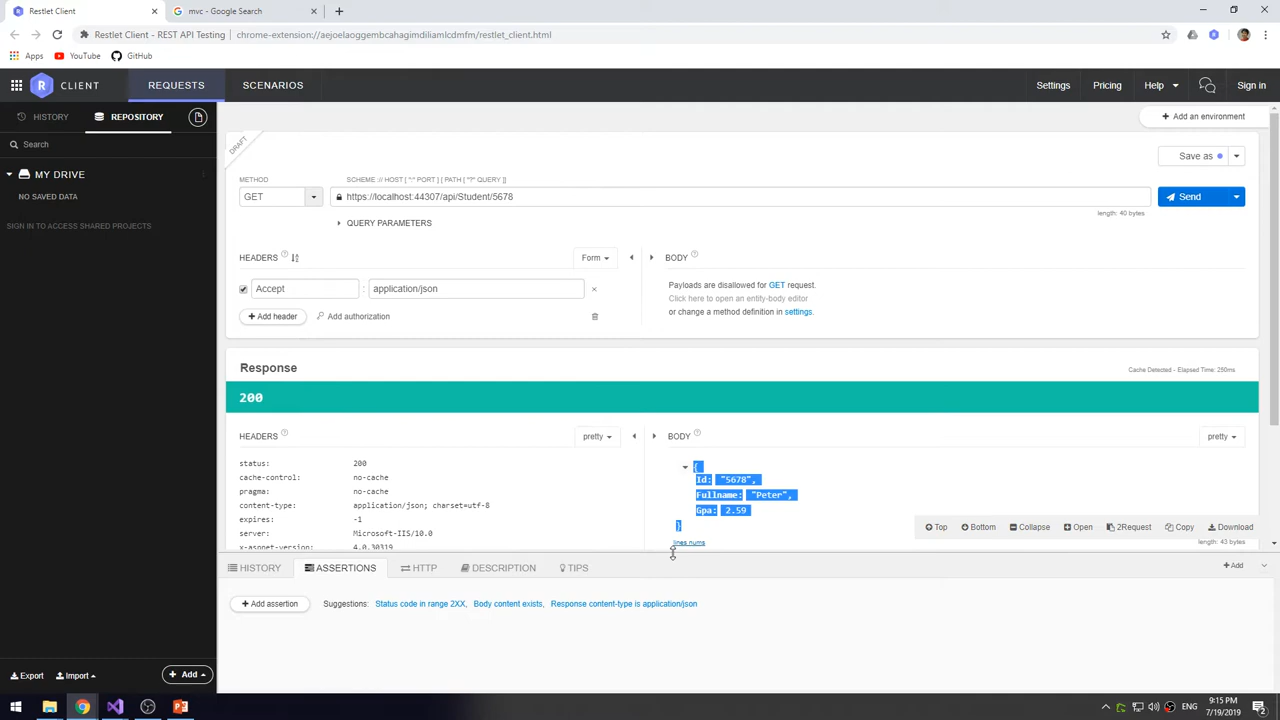 Restlet Client
mvc - Google Search
Restlet Client - REST API Testing
chrome-extension://aejoelaoggembcahagimdiliamlcdmfm/restlet_client.html
Apps
YouTube
GitHub
R
CLIENT
REQUESTS
SCENARIOS
Settings
Pricing
Help
Sign in
HISTORY
REPOSITORY
Add an environment
Search
DRAFT
Save as
MY DRIVE
METHOD
SCHEME :// HOST [ ":" PORT ] [ PATH [ "?" QUERY ]]
NO SAVED DATA
GET
https://localhost:44307/api/Student/5678
Send
length: 40 bytes
SIGN IN TO ACCESS SHARED PROJECTS
QUERY PARAMETERS
HEADERS
Form
BODY
Accept
:
application/json
Payloads are disallowed for GET request.
Click here to open an entity-body editor
or change a method definition in settings.
Add header
Add authorization
Response
Cache Detected - Elapsed Time: 250ms
200
HEADERS
pretty
BODY
pretty
status: 200
cache-control: no-cache
pragma: no-cache
content-type: application/json; charset=utf-8
expires: -1
server: Microsoft-IIS/10.0
x-aspnet-version: 4.0.30319
{
Id: "5678",
Fullname: "Peter",
Gpa: 2.59
}
lines nums
Top
Bottom
Collapse
Open
2Request
Copy
Download
length: 43 bytes
HISTORY
ASSERTIONS
HTTP
DESCRIPTION
TIPS
Add
Add assertion
Suggestions: Status code in range 2XX, Body content exists, Response content-type is application/json
Export
Import
Add
ENG
9:15 PM
7/19/2019
2